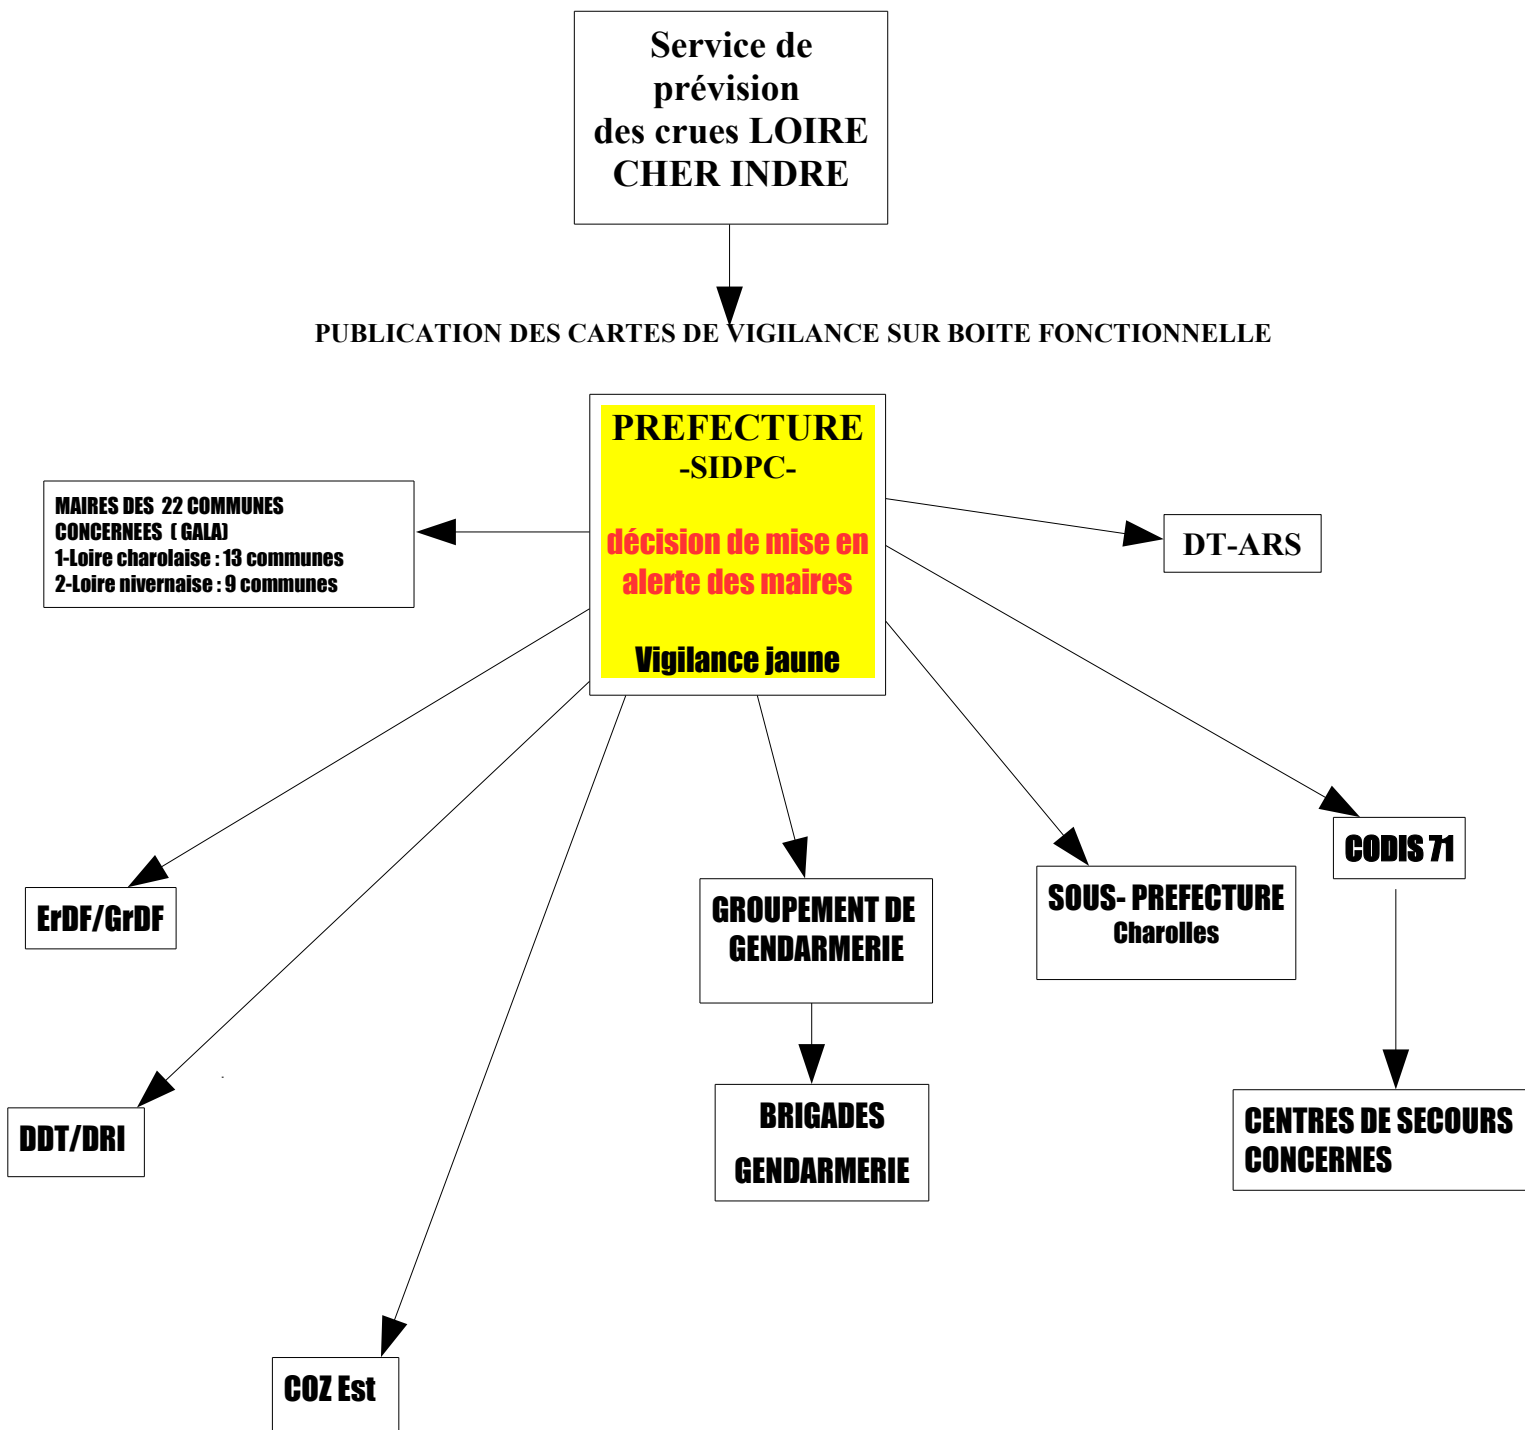 Service de
prévision
des crues LOIRE
CHER INDRE
PUBLICATION DES CARTES DE VIGILANCE SUR BOITE FONCTIONNELLE
PREFECTURE
-SIDPC-
décision de mise en
alerte des maires
Vigilance jaune
MAIRES DES 22 COMMUNES
CONCERNEES ( GALA)
1-Loire charolaise : 13 communes
2-Loire nivernaise : 9 communes
DT-ARS
CODIS 71
ErDF/GrDF
GROUPEMENT DE
GENDARMERIE
SOUS- PREFECTURE
Charolles
DDT/DRI
BRIGADES
GENDARMERIE
CENTRES DE SECOURS
CONCERNES
COZ Est